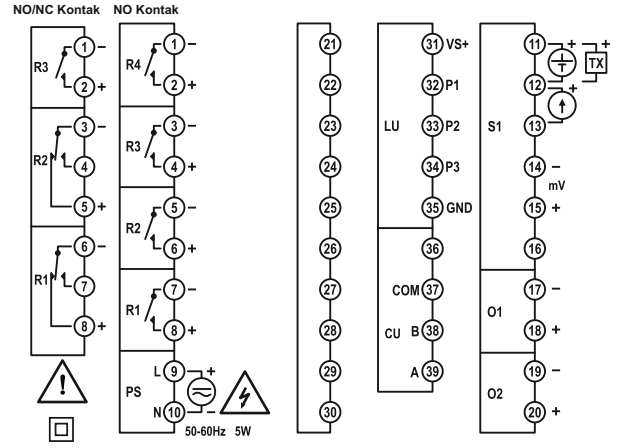 NO/NC Kontak
R3
1 −
2 +
R2
3 −
4
5 +
R1
6 −
7
8 +
NO Kontak
R4
1 −
2 +
R3
3 −
4 +
R2
5 −
6 +
R1
7 −
8 +
PS
L 9 +
N 10 −
50-60Hz 5W
21
22
23
24
25
26
27
28
29
30
LU
31 VS+
32 P1
33 P2
34 P3
35 GND
36
CU
COM 37
B 38
A 39
S1
11 + + TX
12 − − +
13 −
14 −
mV
15 +
16
O1
17 −
18 +
O2
19 −
20 +